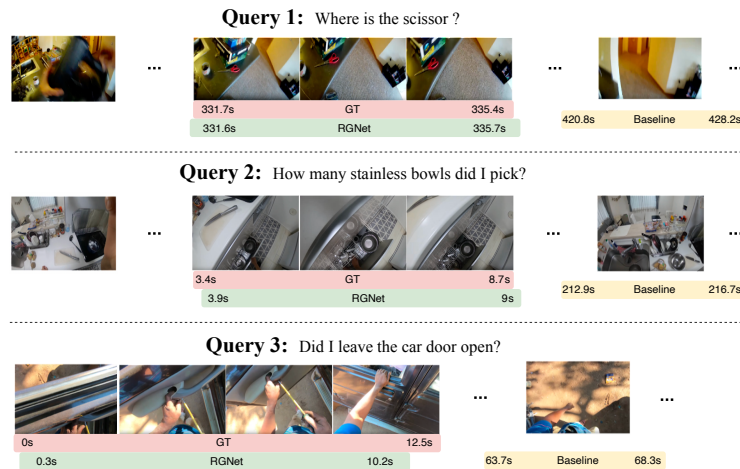 Query 1: Where is the scissor ?
... ... ...
331.7s GT 335.4s
331.6s RGNet 335.7s
420.8s Baseline 428.2s
Query 2: How many stainless bowls did I pick?
... ... ...
3.4s GT 8.7s
3.9s RGNet 9s
212.9s Baseline 216.7s
Query 3: Did I leave the car door open?
... ...
0s GT 12.5s
0.3s RGNet 10.2s
63.7s Baseline 68.3s